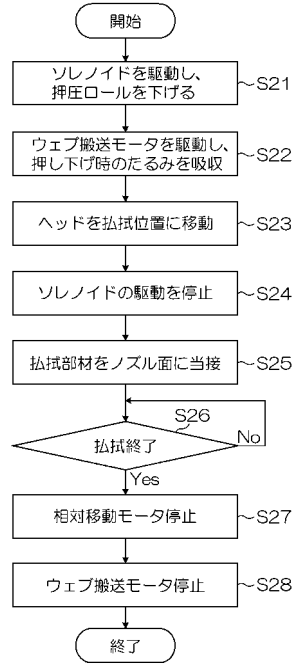 開始
ソレノイドを駆動し、
押圧ロールを下げる
S21
ウェブ搬送モータを駆動し、
押し下げ時のたるみを吸収
S22
ヘッドを払拭位置に移動
S23
ソレノイドの駆動を停止
S24
払拭部材をノズル面に当接
S25
S26
払拭終了
No
Yes
相対移動モータ停止
S27
ウェブ搬送モータ停止
S28
終了